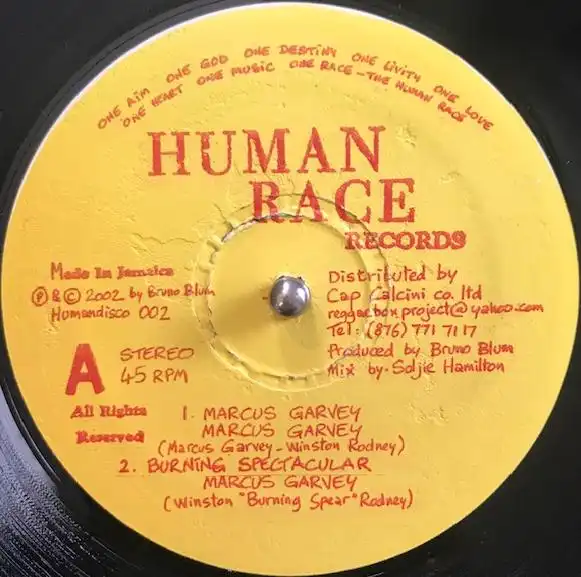 ONE AIM ONE GOD ONE DESTINY ONE LIVITY ONE LOVE
ONE HEART ONE MUSIC ONE RACE - THE HUMAN RACE
HUMAN
RACE
RECORDS
Made In Jamaica
℗ & © 2002 by Bruno Blum
Humandisco 002
Distributed by
Cap Calcini co. ltd
reggaebox_project@yahoo.com
Tel: (876) 771 7117
Produced by Bruno Blum
Mix by Soljie Hamilton
A
STEREO
45 RPM
All Rights
Reserved
1. MARCUS GARVEY
MARCUS GARVEY
(Marcus Garvey - Winston Rodney)
2. BURNING SPECTACULAR
MARCUS GARVEY
(Winston "Burning Spear" Rodney)